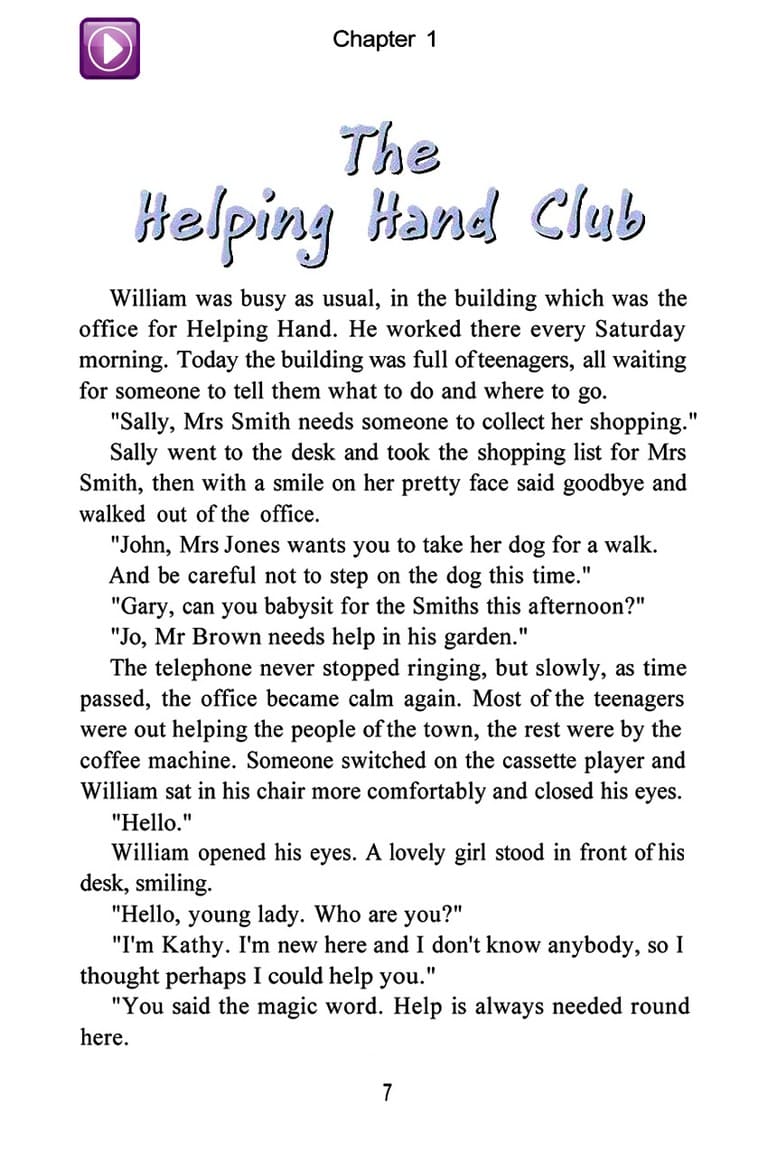 Chapter 1
The
Helping Hand Club
William was busy as usual, in the building which was the
office for Helping Hand. He worked there every Saturday
morning. Today the building was full of teenagers, all waiting
for someone to tell them what to do and where to go.
"Sally, Mrs Smith needs someone to collect her shopping."
Sally went to the desk and took the shopping list for Mrs
Smith, then with a smile on her pretty face said goodbye and
walked out of the office.
"John, Mrs Jones wants you to take her dog for a walk.
And be careful not to step on the dog this time."
"Gary, can you babysit for the Smiths this afternoon?"
"Jo, Mr Brown needs help in his garden."
The telephone never stopped ringing, but slowly, as time
passed, the office became calm again. Most of the teenagers
were out helping the people of the town, the rest were by the
coffee machine. Someone switched on the cassette player and
William sat in his chair more comfortably and closed his eyes.
"Hello."
William opened his eyes. A lovely girl stood in front of his
desk, smiling.
"Hello, young lady. Who are you?"
"I'm Kathy. I'm new here and I don't know anybody, so I
thought perhaps I could help you."
"You said the magic word. Help is always needed round
here.
7